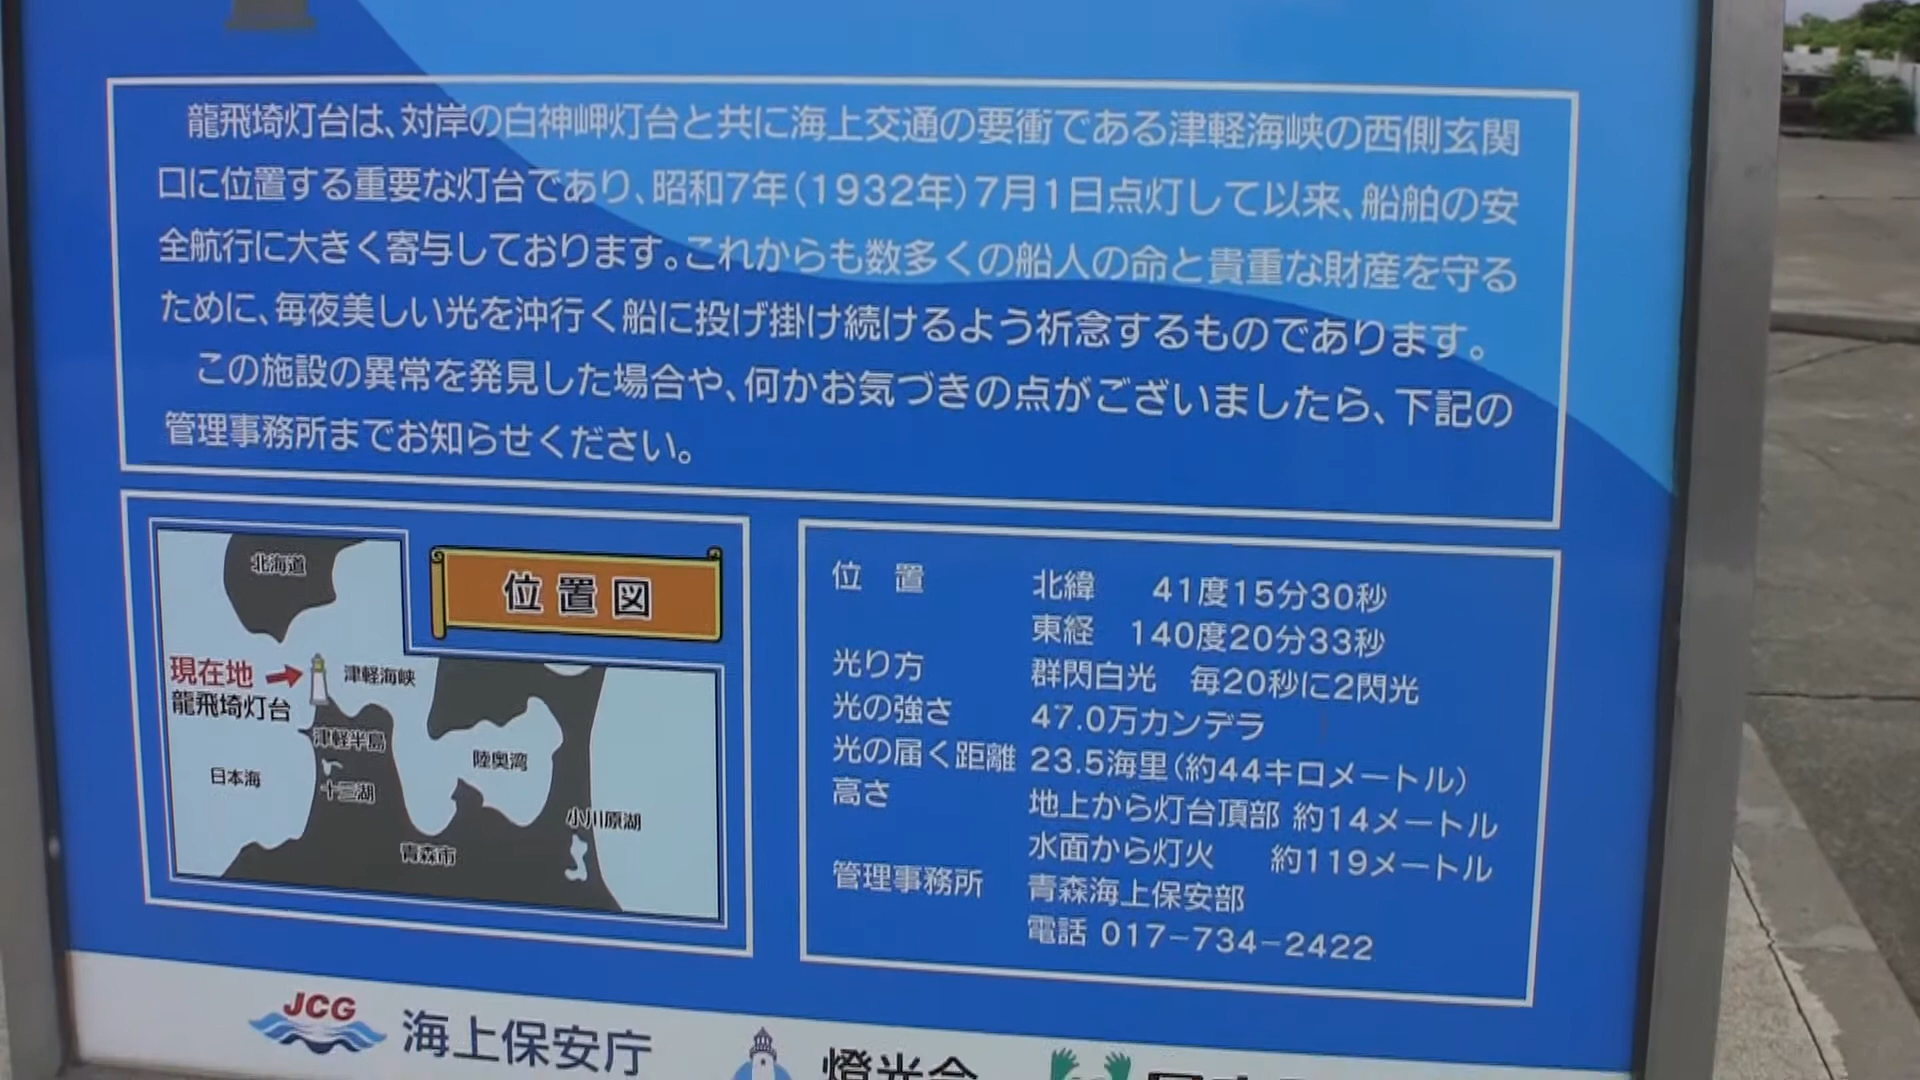 龍飛埼灯台は、対岸の白神岬灯台と共に海上交通の要衝である津軽海峡の西側玄関
口に位置する重要な灯台であり、昭和7年(1932年)7月1日点灯して以来、船舶の安
全航行に大きく寄与しております。これからも数多くの船人の命と貴重な財産を守る
ために、毎夜美しい光を沖行く船に投げ掛け続けるよう祈念するものであります。
この施設の異常を発見した場合や、何かお気づきの点がございましたら、下記の
管理事務所までお知らせください。
位置図
北海道
現在地
津軽海峡
龍飛埼灯台
津軽半島
陸奥湾
日本海
十三湖
小川原湖
青森市
位 置 北緯 41度15分30秒
東経 140度20分33秒
光り方 群閃白光 毎20秒に2閃光
光の強さ 47.0万カンデラ
光の届く距離 23.5海里(約44キロメートル)
高さ 地上から灯台頂部 約14メートル
水面から灯火 約119メートル
管理事務所 青森海上保安部
電話 017-734-2422
JCG 海上保安庁
燈光会